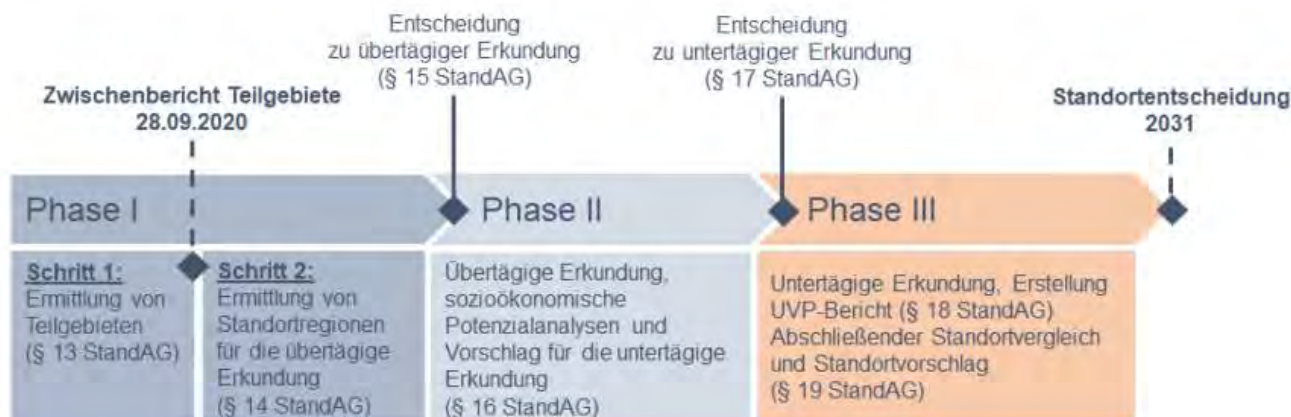 Entscheidung
zu übertägiger Erkundung
(§ 15 StandAG)
Entscheidung
zu untertägiger Erkundung
(§ 17 StandAG)
Zwischenbericht Teilgebiete
28.09.2020
Standortentscheidung
2031
Phase I
Phase II
Phase III
Schritt 1:
Ermittlung von
Teilgebieten
(§ 13 StandAG)
Schritt 2:
Ermittlung von
Standortregionen
für die übertägige
Erkundung
(§ 14 StandAG)
Übertägige Erkundung,
sozioökonomische
Potenzialanalysen und
Vorschlag für die untertägige
Erkundung
(§ 16 StandAG)
Untertägige Erkundung, Erstellung
UVP-Bericht (§ 18 StandAG)
Abschließender Standortvergleich
und Standortvorschlag
(§ 19 StandAG)